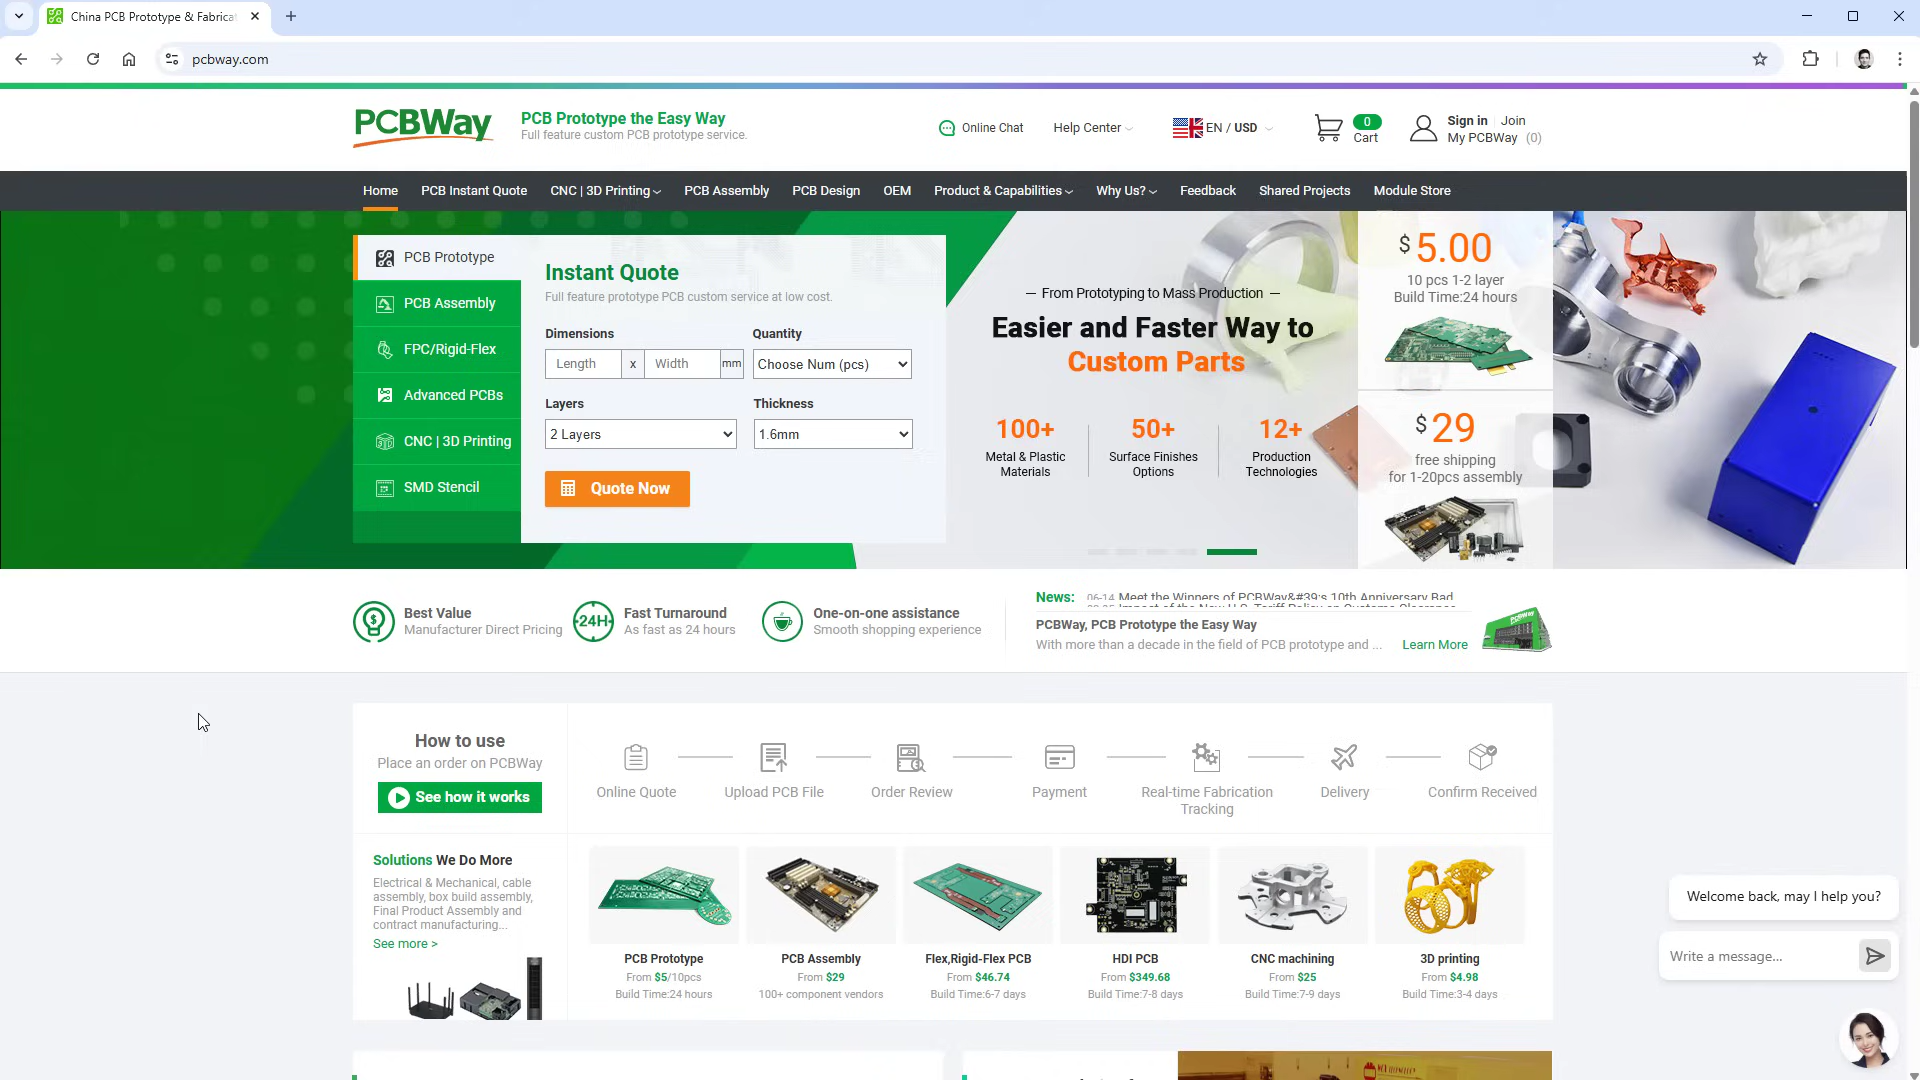 China PCB Prototype & Fabrica
pcbway.com
PCBWay
PCB Prototype the Easy Way
Full feature custom PCB prototype service.
Online Chat
Help Center
EN / USD
0
Cart
Sign in
Join
My PCBWay (0)
Home
PCB Instant Quote
CNC | 3D Printing
PCB Assembly
PCB Design
OEM
Product & Capabilities
Why Us?
Feedback
Shared Projects
Module Store
PCB Prototype
PCB Assembly
FPC/Rigid-Flex
Advanced PCBs
CNC | 3D Printing
SMD Stencil
Instant Quote
Full feature prototype PCB custom service at low cost.
Dimensions
Quantity
Length
x
Width
mm
Choose Num (pcs)
Layers
Thickness
2 Layers
1.6mm
Quote Now
From Prototyping to Mass Production
Easier and Faster Way to
Custom Parts
100+
Metal & Plastic
Materials
50+
Surface Finishes
Options
12+
Production
Technologies
$ 5.00
10 pcs 1-2 layer
Build Time:24 hours
$ 29
free shipping
for 1-20pcs assembly
Best Value
Manufacturer Direct Pricing
24H
Fast Turnaround
As fast as 24 hours
One-on-one assistance
Smooth shopping experience
News:
06-14 Meet the Winners of PCBWay&#39;s 10th Anniversary Bad
Impact of the New U.S. Tariff Policy on Customs Clearance
PCBWay, PCB Prototype the Easy Way
With more than a decade in the field of PCB prototype and ...
Learn More
How to use
Place an order on PCBWay
See how it works
Online Quote
Upload PCB File
Order Review
Payment
Real-time Fabrication
Tracking
Delivery
Confirm Received
Solutions We Do More
Electrical & Mechanical, cable
assembly, box build assembly,
Final Product Assembly and
contract manufacturing...
See more >
PCB Prototype
From $5/10pcs
Build Time:24 hours
PCB Assembly
From $29
100+ component vendors
Flex,Rigid-Flex PCB
From $46.74
Build Time:6-7 days
HDI PCB
From $349.68
Build Time:7-8 days
CNC machining
From $25
Build Time:7-9 days
3D printing
From $4.98
Build Time:3-4 days
Welcome back, may I help you?
Write a message...